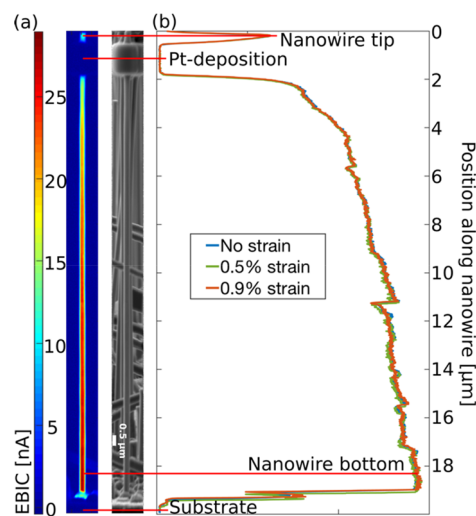 (a)
(b)
Nanowire tip
Pt-deposition
No strain
0.5% strain
0.9% strain
0.5 μm
Nanowire bottom
Substrate
EBIC [nA]
25
20
15
10
5
0
Position along nanowire [μm]
0
2
4
6
8
10
12
14
16
18